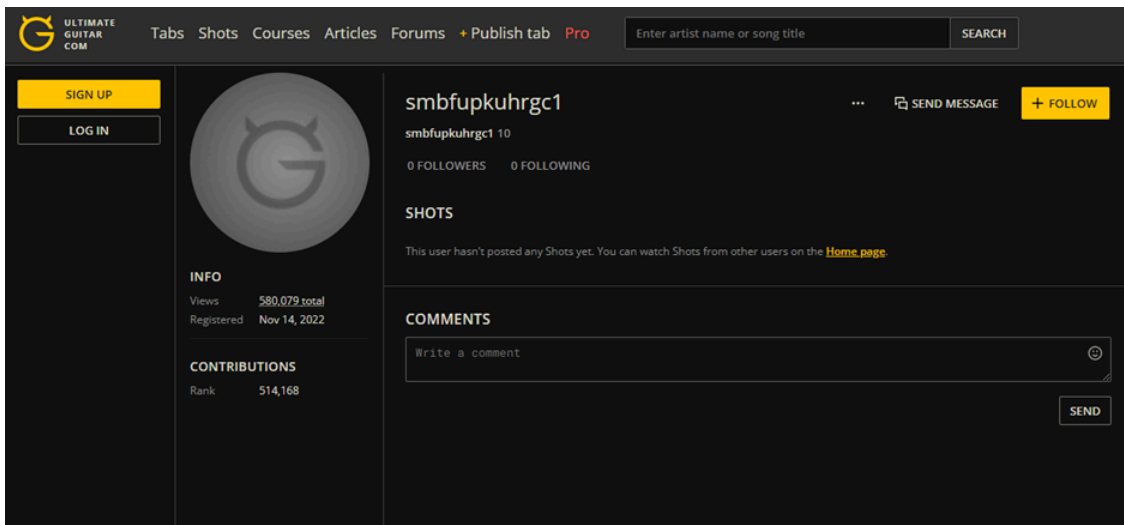 ULTIMATE
GUITAR
COM
Tabs Shots Courses Articles Forums + Publish tab Pro
Enter artist name or song title
SEARCH
SIGN UP
LOG IN
smbfupkuhrgc1
... SEND MESSAGE
+ FOLLOW
smbfupkuhrgc1 10
0 FOLLOWERS 0 FOLLOWING
SHOTS
This user hasn't posted any Shots yet. You can watch Shots from other users on the Home page.
INFO
Views 580,079 total
Registered Nov 14, 2022
CONTRIBUTIONS
Rank 514,168
COMMENTS
Write a comment
SEND